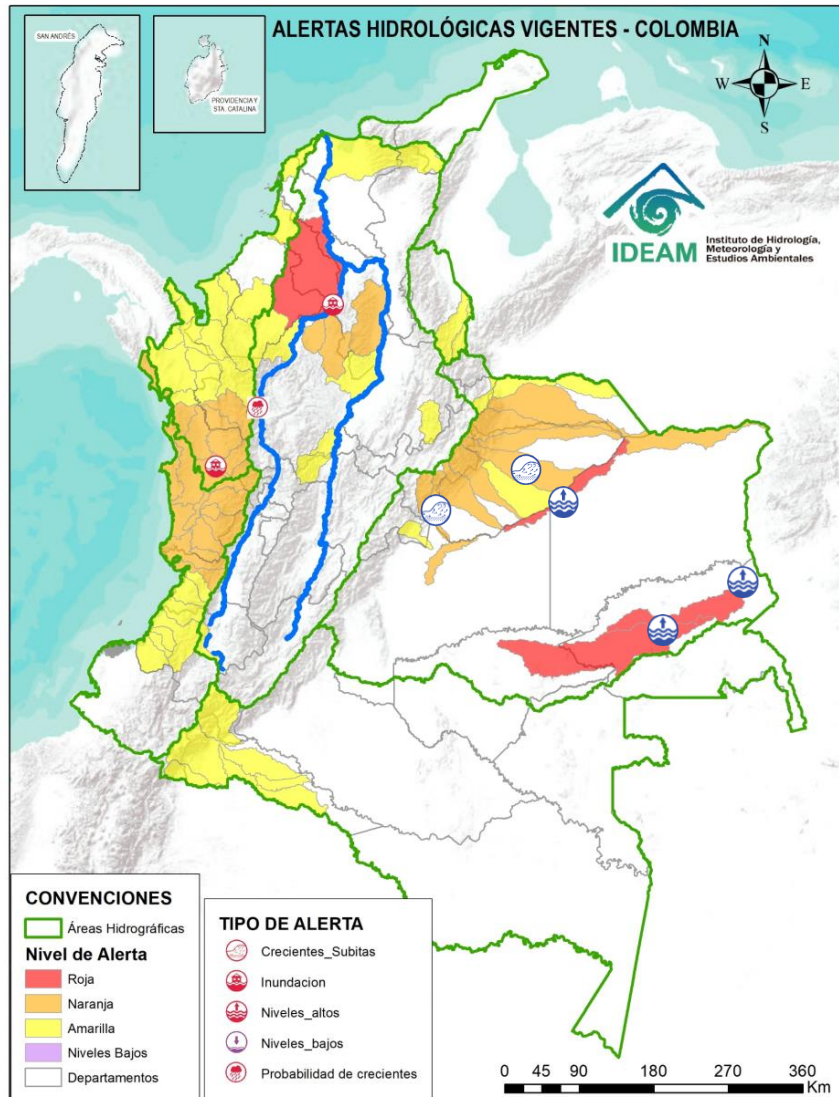 ALERTAS HIDROLÓGICAS VIGENTES - COLOMBIA
SAN ANDRÉS
PROVIDENCIA Y
STA. CATALINA
N
W
E
S
IDEAM
Instituto de Hidrología,
Meteorología y
Estudios Ambientales
CONVENCIONES
Áreas Hidrográficas
Nivel de Alerta
Roja
Naranja
Amarilla
Niveles Bajos
Departamentos
TIPO DE ALERTA
Crecientes_Subitas
Inundacion
Niveles_altos
Niveles_bajos
Probabilidad de crecientes
0 45 90 180 270 360
Km